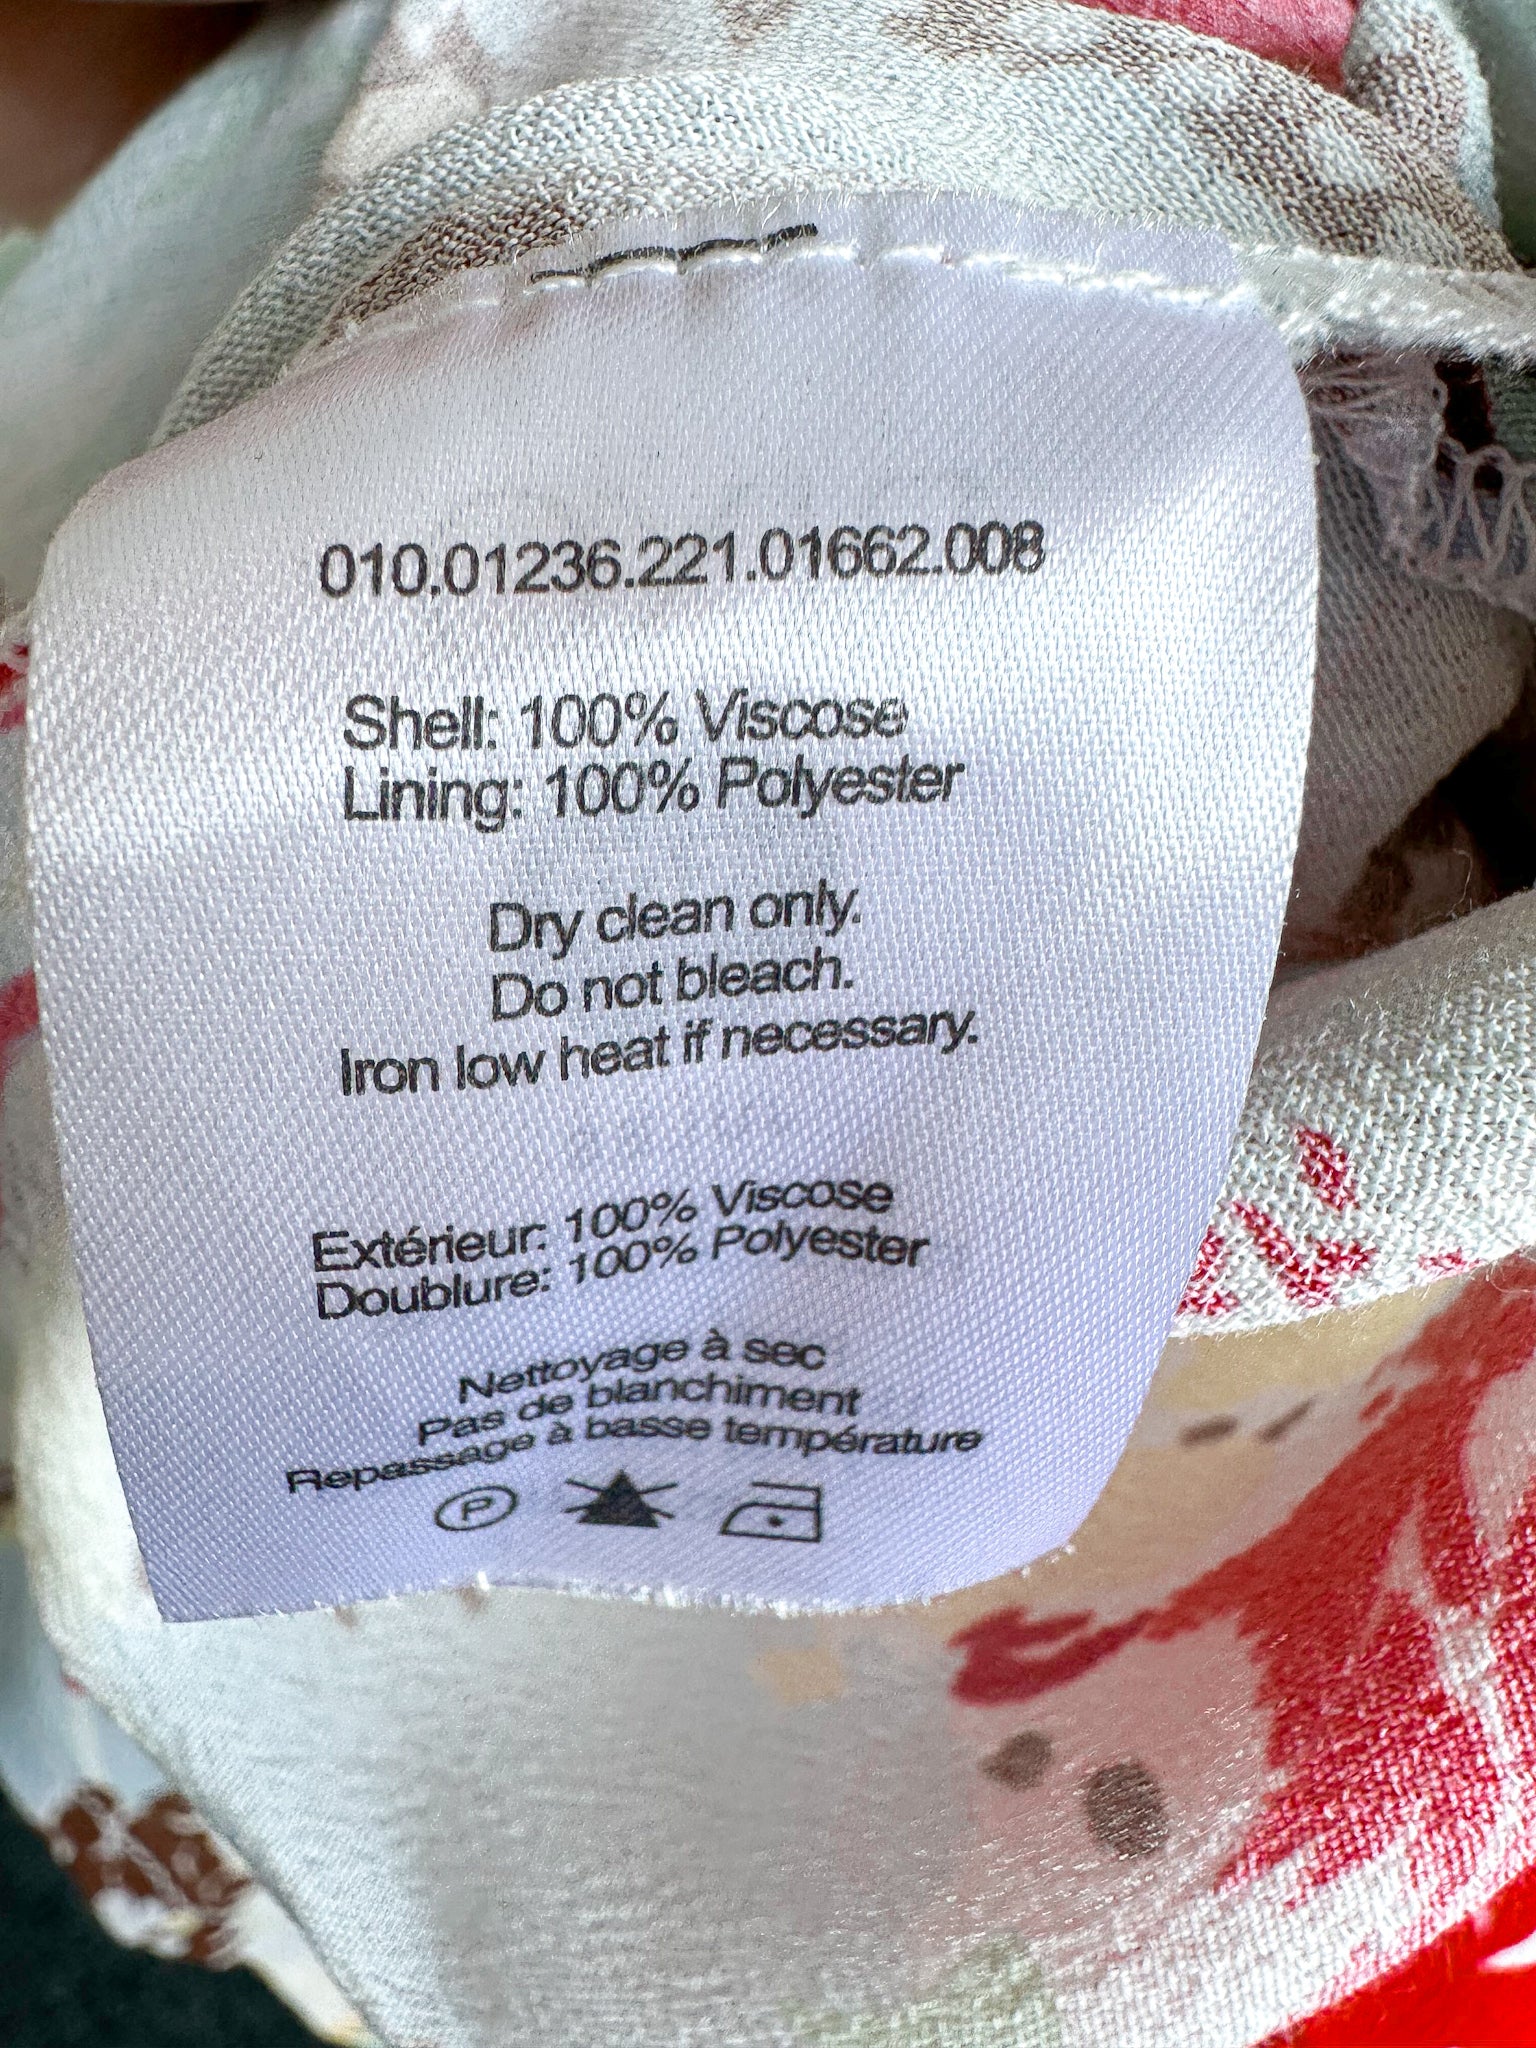 010.01236.221.01662.008
Shell: 100% Viscose
Lining: 100% Polyester
Dry clean only.
Do not bleach.
Iron low heat if necessary.
Extérieur: 100% Viscose
Doublure: 100% Polyester
Nettoyage à sec
Pas de blanchiment
Repassage à basse température
P